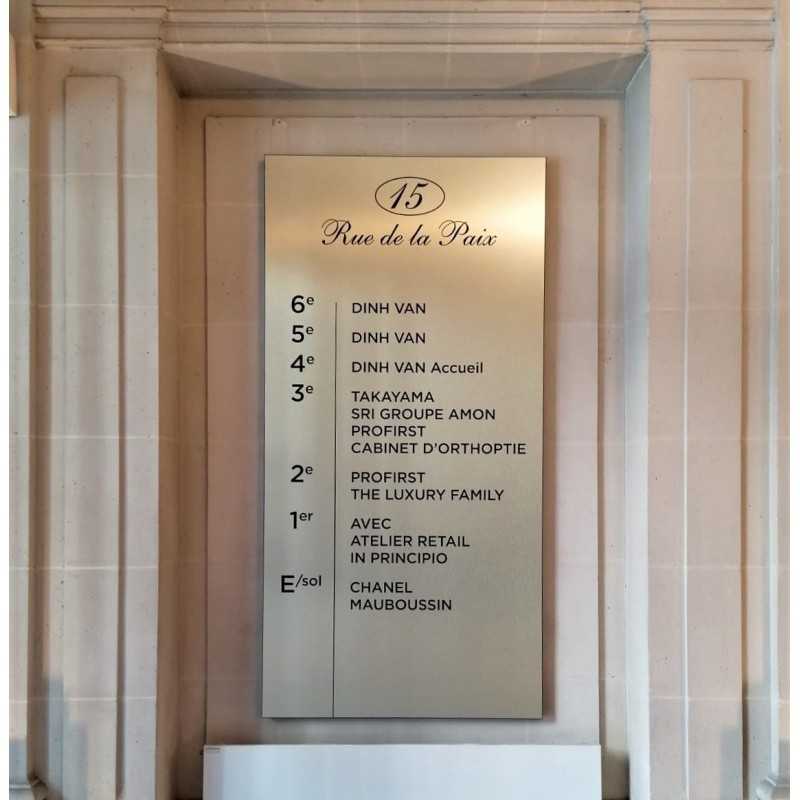 15
Rue de la Paix
6e DINH VAN
5e DINH VAN
4e DINH VAN Accueil
3e TAKAYAMA
SRI GROUPE AMON
PROFIRST
CABINET D'ORTHOPTIE
2e PROFIRST
THE LUXURY FAMILY
1er AVEC
ATELIER RETAIL
IN PRINCIPIO
E/sol CHANEL
MAUBOUSSIN